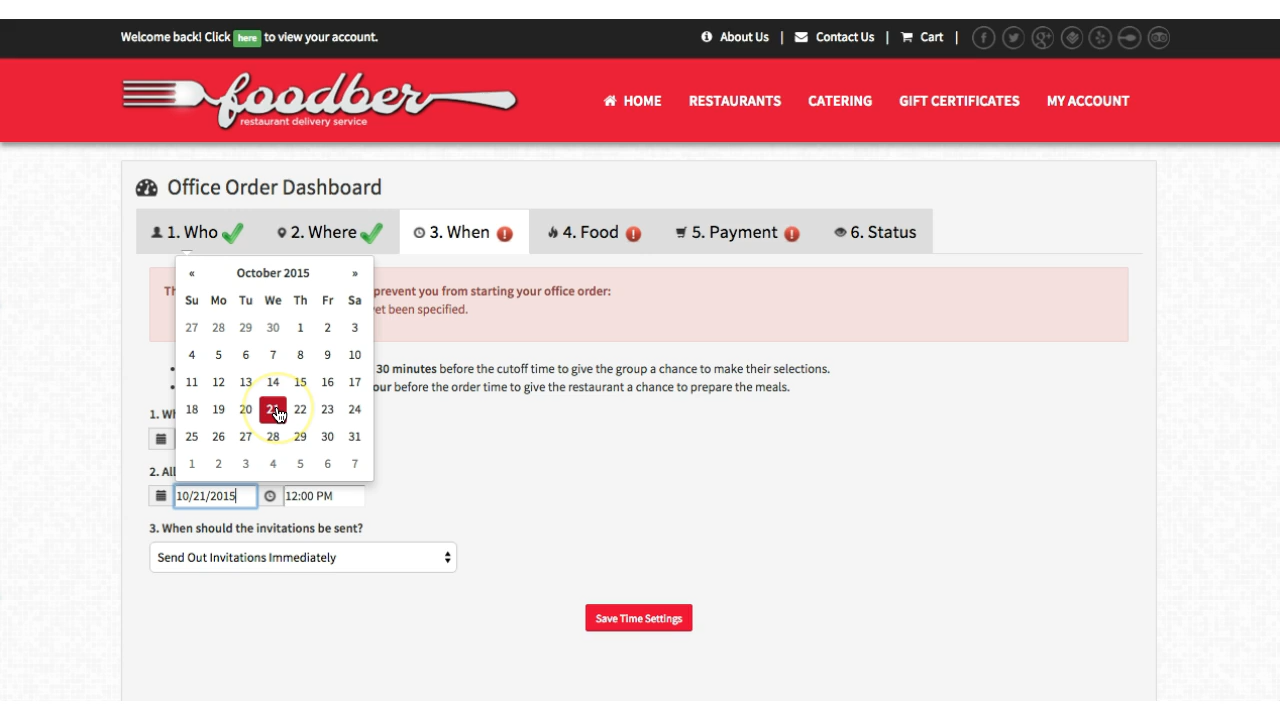 Welcome back! Click here to view your account.
About Us | Contact Us | Cart |
foodber
restaurant delivery service
HOME RESTAURANTS CATERING GIFT CERTIFICATES MY ACCOUNT
Office Order Dashboard
1. Who 2. Where 3. When 4. Food 5. Payment 6. Status
« October 2015 »
prevent you from starting your office order:
Su Mo Tu We Th Fr Sa
been specified.
27 28 29 30 1 2 3
4 5 6 7 8 9 10
30 minutes before the cutoff time to give the group a chance to make their selections.
11 12 13 14 15 16 17
before the order time to give the restaurant a chance to prepare the meals.
18 19 20 21 22 23 24
1.
25 26 27 28 29 30 31
1 2 3 4 5 6 7
2. All
10/21/2015 12:00 PM
3. When should the invitations be sent?
Send Out Invitations Immediately
Save Time Settings